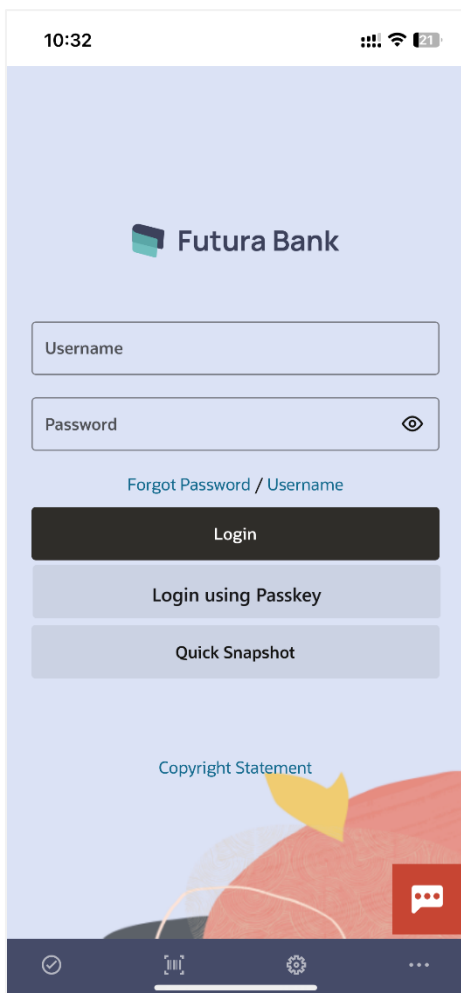 10:32
21
Futura Bank
Username
Password
Forgot Password / Username
Login
Login using Passkey
Quick Snapshot
Copyright Statement